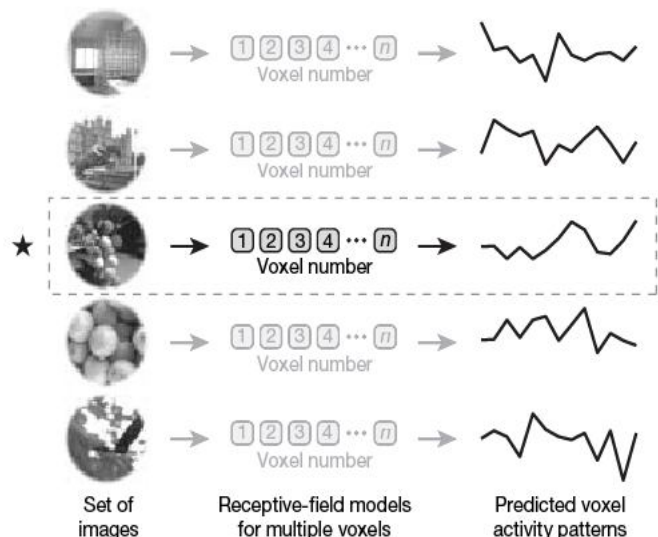 1 2 3 4 ··· n
Voxel number
1 2 3 4 ··· n
Voxel number
1 2 3 4 ··· n
Voxel number
1 2 3 4 ··· n
Voxel number
1 2 3 4 ··· n
Voxel number
Set of images
Receptive-field models for multiple voxels
Predicted voxel activity patterns